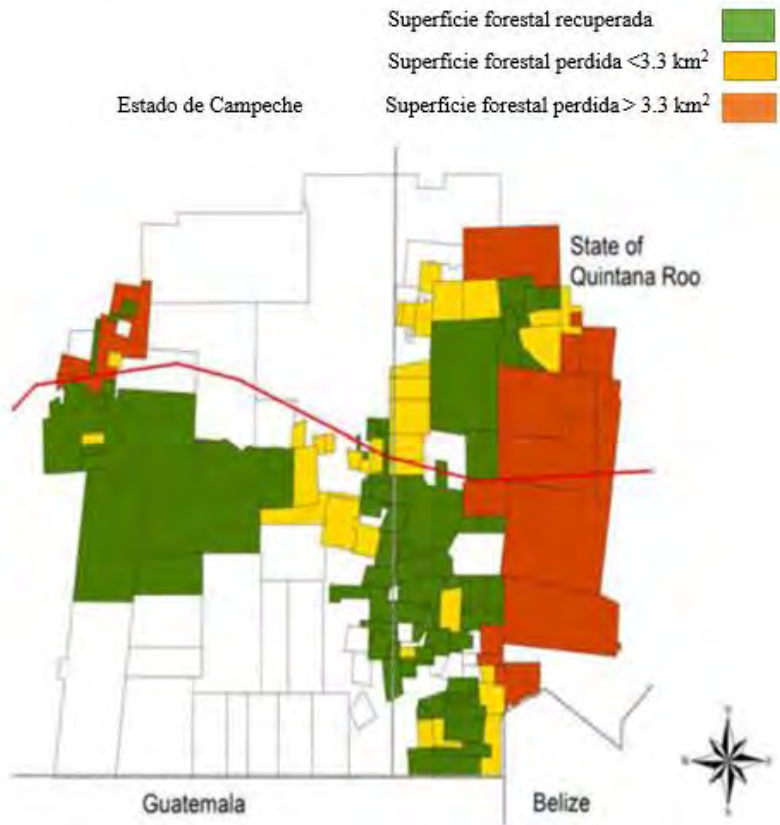 Superficie forestal recuperada
Superficie forestal perdida <3.3 km²
Estado de Campeche
Superficie forestal perdida > 3.3 km²
State of
Quintana Roo
Guatemala
Belize